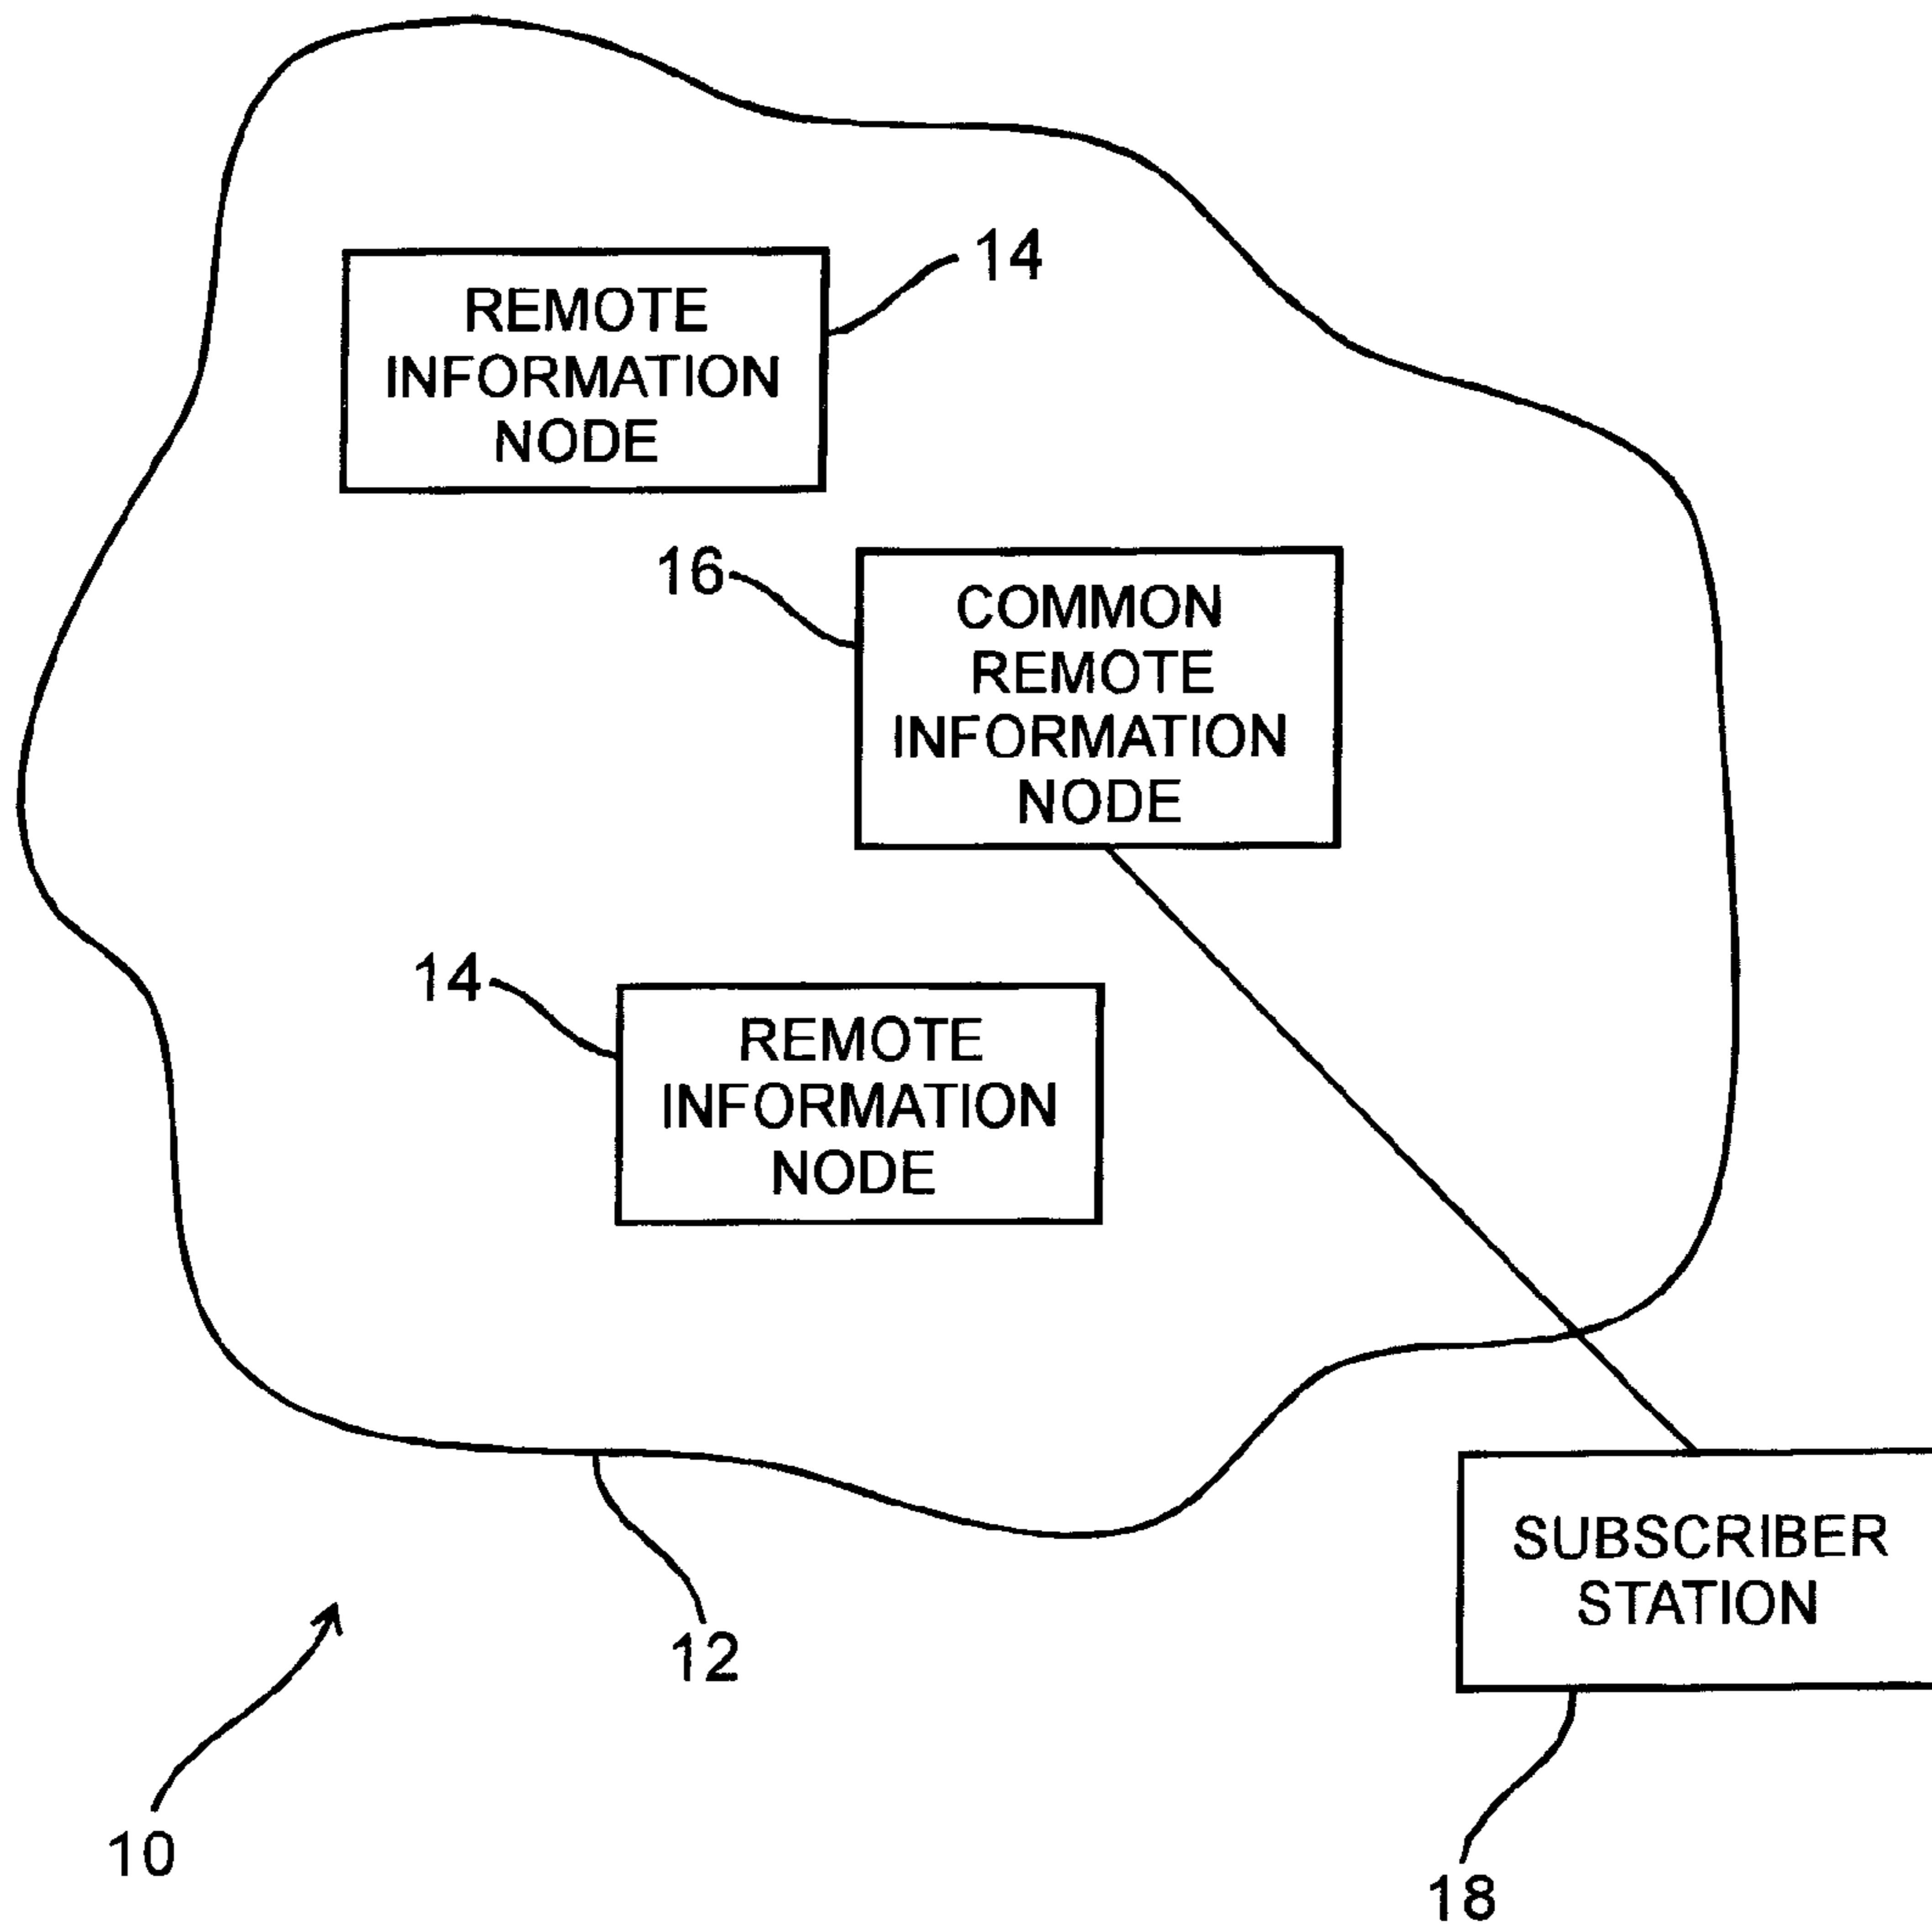 14
REMOTE
INFORMATION
NODE
16
COMMON
REMOTE
INFORMATION
NODE
14
REMOTE
INFORMATION
NODE
SUBSCRIBER
STATION
12
10
18